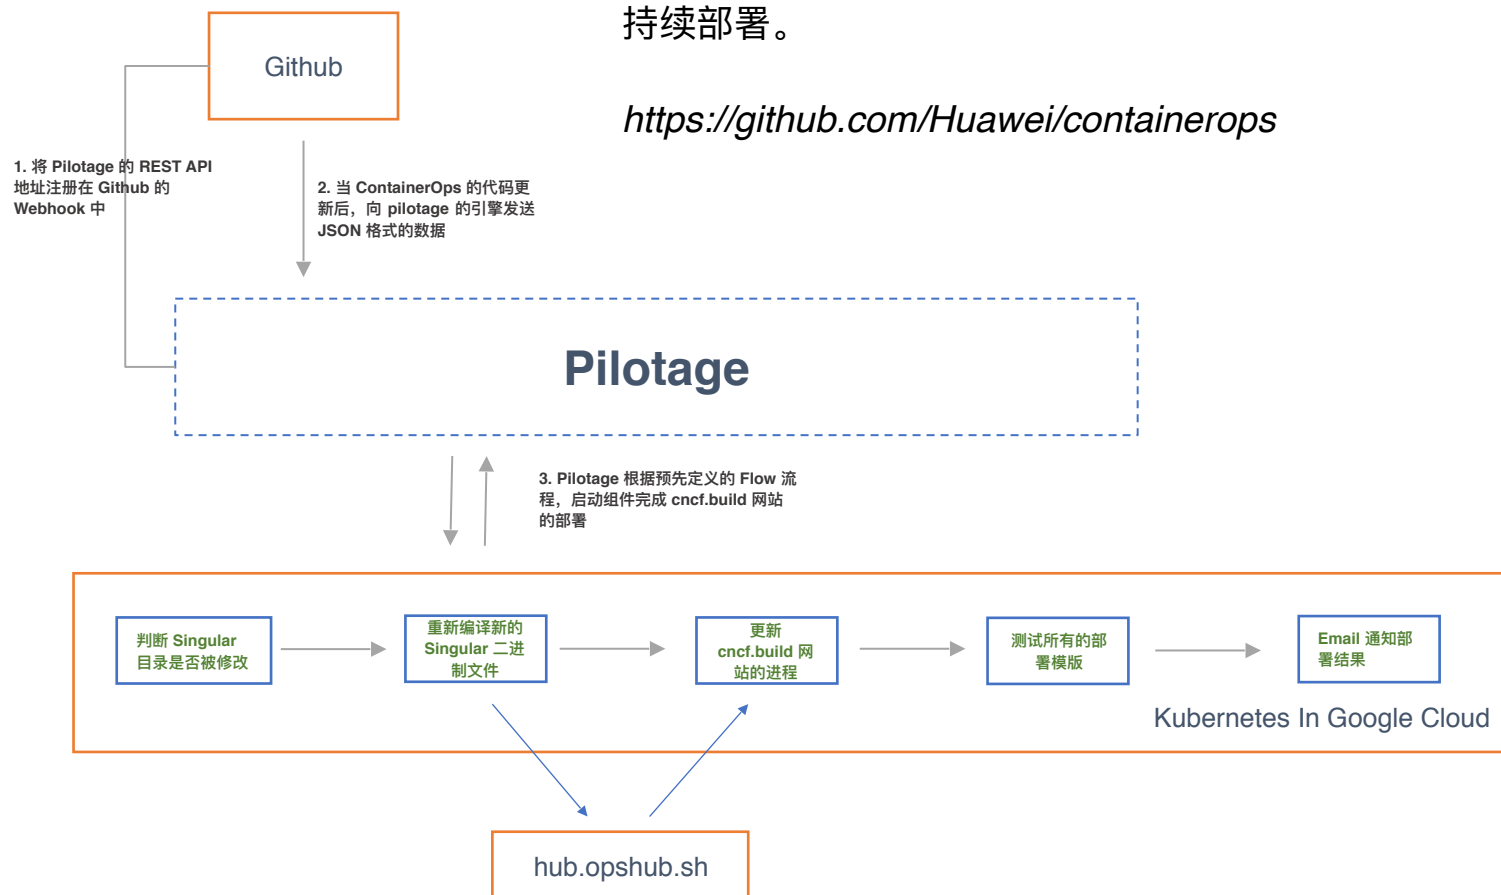 持续部署。
Github
https://github.com/Huawei/containerops
1. 将 Pilotage 的 REST API
地址注册在 Github 的
Webhook 中
2. 当 ContainerOps 的代码更
新后，向 pilotage 的引擎发送
JSON 格式的数据
Pilotage
3. Pilotage 根据预先定义的 Flow 流
程，启动组件完成 cncf.build 网站
的部署
判断 Singular
目录是否被修改
重新编译新的
Singular 二进
制文件
更新
cncf.build 网
站的进程
测试所有的部
署模版
Email 通知部
署结果
Kubernetes In Google Cloud
hub.opshub.sh